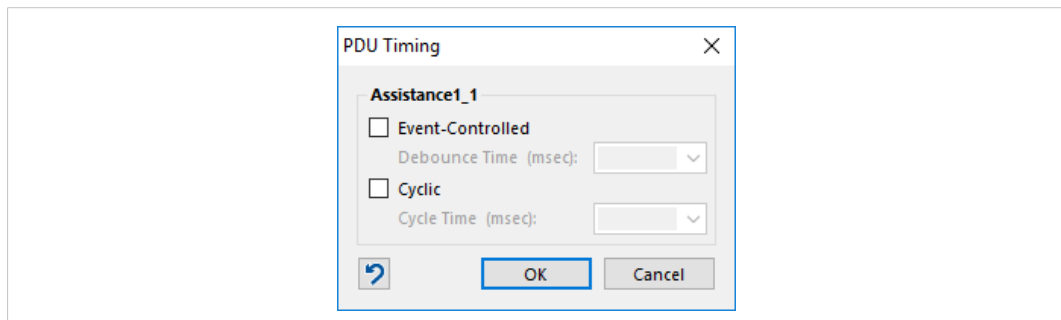 PDU Timing
Assistance1_1
Event-Controlled
Debounce Time (msec):
Cyclic
Cycle Time (msec):
OK Cancel